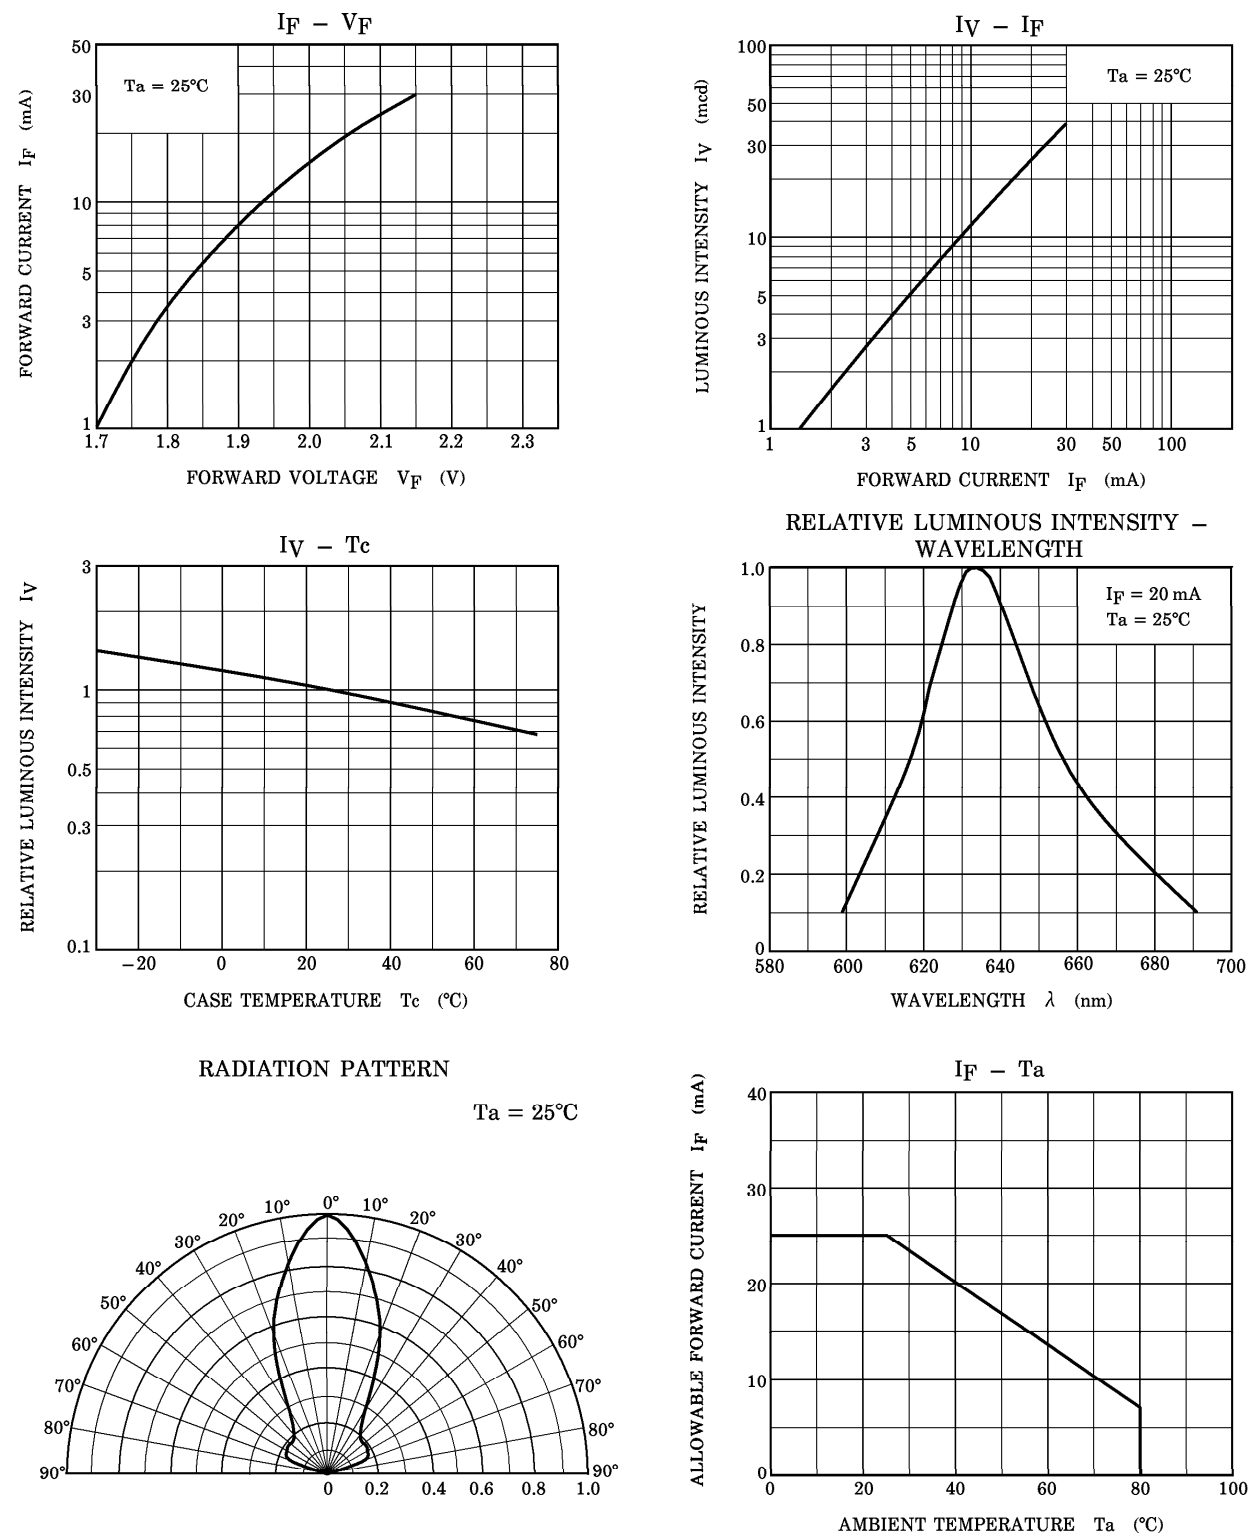 IF – VF
FORWARD CURRENT IF (mA)
50
30
10
5
3
1
Ta = 25°C
1.7 1.8 1.9 2.0 2.1 2.2 2.3
FORWARD VOLTAGE VF (V)
IV – IF
LUMINOUS INTENSITY IV (mcd)
100
50
30
10
5
3
1
Ta = 25°C
1 3 5 10 30 50 100
FORWARD CURRENT IF (mA)
IV – Tc
RELATIVE LUMINOUS INTENSITY IV
3
1
0.5
0.3
0.1
–20 0 20 40 60 80
CASE TEMPERATURE Tc (°C)
RELATIVE LUMINOUS INTENSITY –
WAVELENGTH
RELATIVE LUMINOUS INTENSITY
1.0
0.8
0.6
0.4
0.2
0
IF = 20 mA
Ta = 25°C
580 600 620 640 660 680 700
WAVELENGTH λ (nm)
RADIATION PATTERN
Ta = 25°C
0°
10° 10°
20° 20°
30° 30°
40° 40°
50° 50°
60° 60°
70° 70°
80° 80°
90° 90°
0 0.2 0.4 0.6 0.8 1.0
IF – Ta
ALLOWABLE FORWARD CURRENT IF (mA)
40
30
20
10
0
0 20 40 60 80 100
AMBIENT TEMPERATURE Ta (°C)